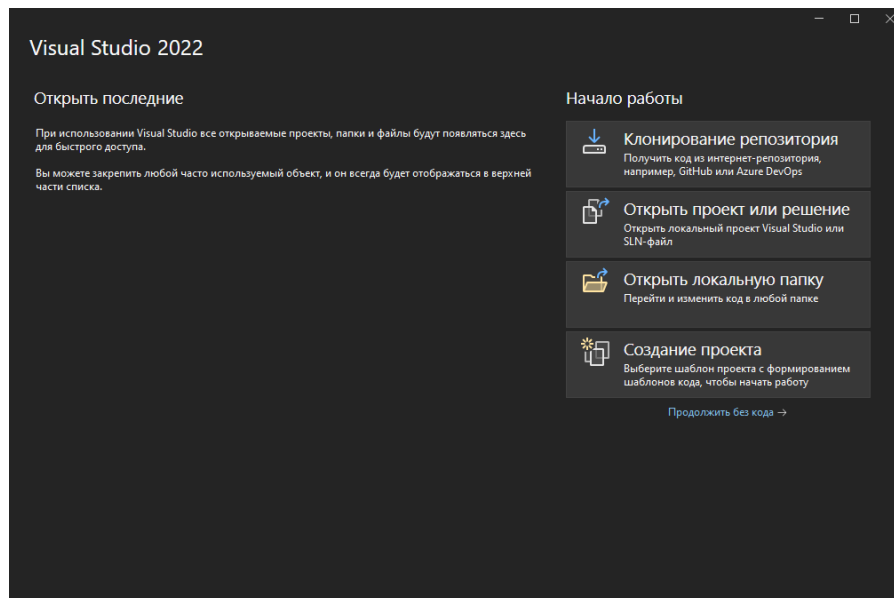 Visual Studio 2022
Открыть последние
При использовании Visual Studio все открываемые проекты, папки и файлы будут появляться здесь
для быстрого доступа.
Вы можете закрепить любой часто используемый объект, и он всегда будет отображаться в верхней
части списка.
Начало работы
Клонирование репозитория
Получить код из интернет-репозитория,
например, GitHub или Azure DevOps
Открыть проект или решение
Открыть локальный проект Visual Studio или
SLN-файл
Открыть локальную папку
Перейти и изменить код в любой папке
Создание проекта
Выберите шаблон проекта с формированием
шаблонов кода, чтобы начать работу
Продолжить без кода →